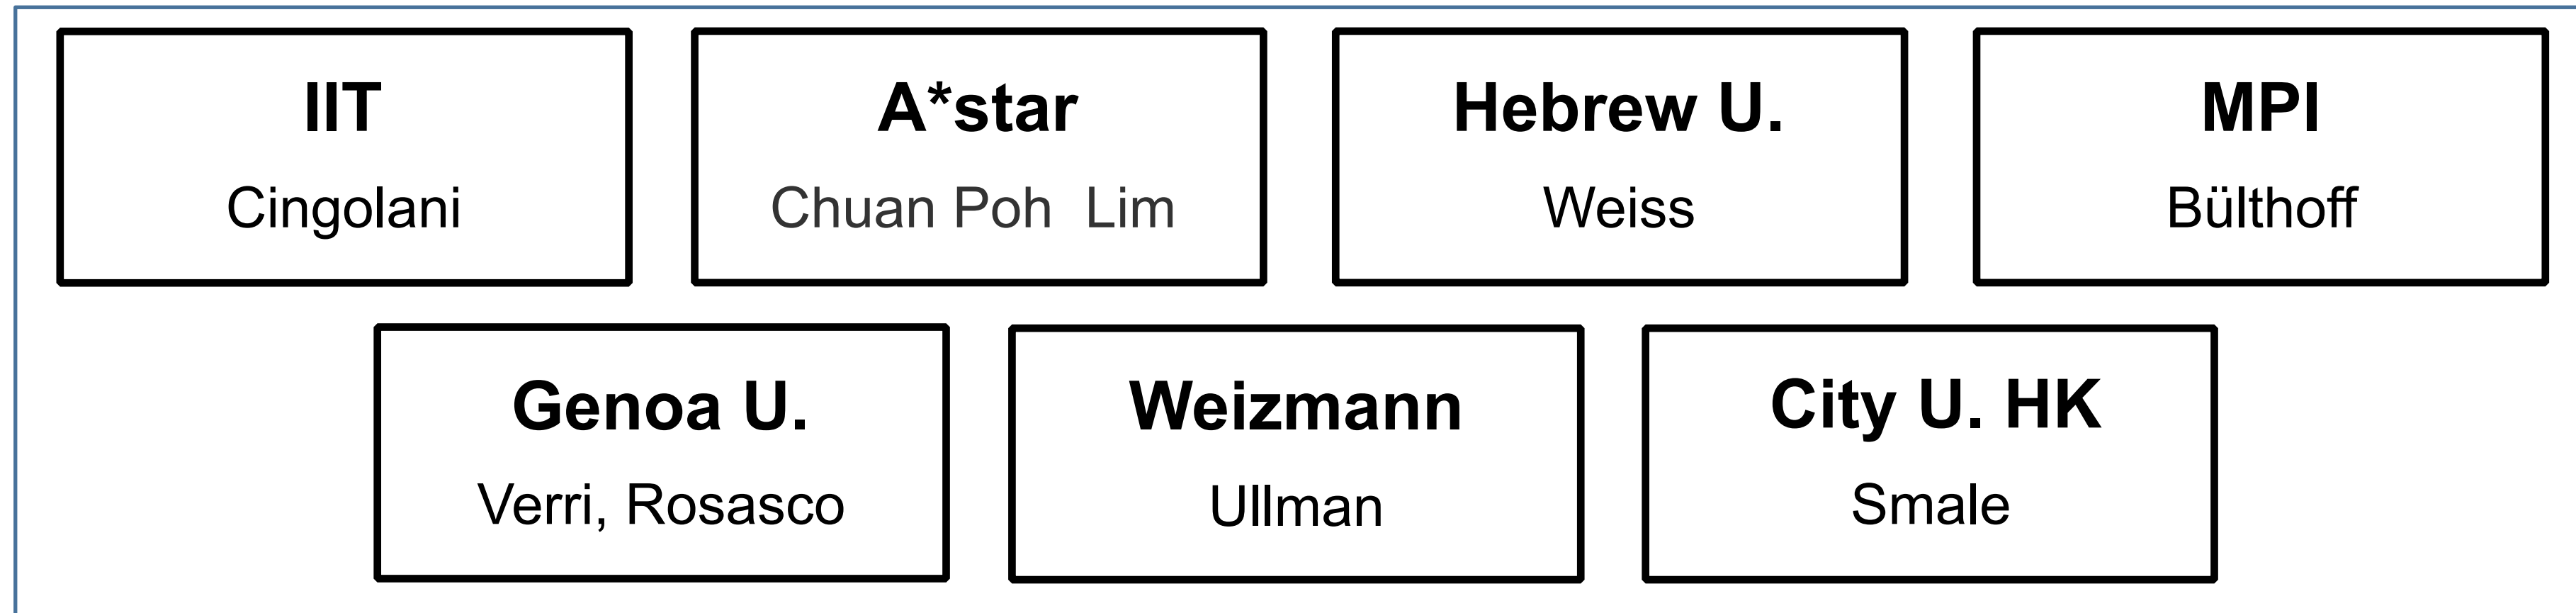 IIT
Cingolani
A*star
Chuan Poh Lim
Hebrew U.
Weiss
MPI
Bülthoff
Genoa U.
Verri, Rosasco
Weizmann
Ullman
City U. HK
Smale